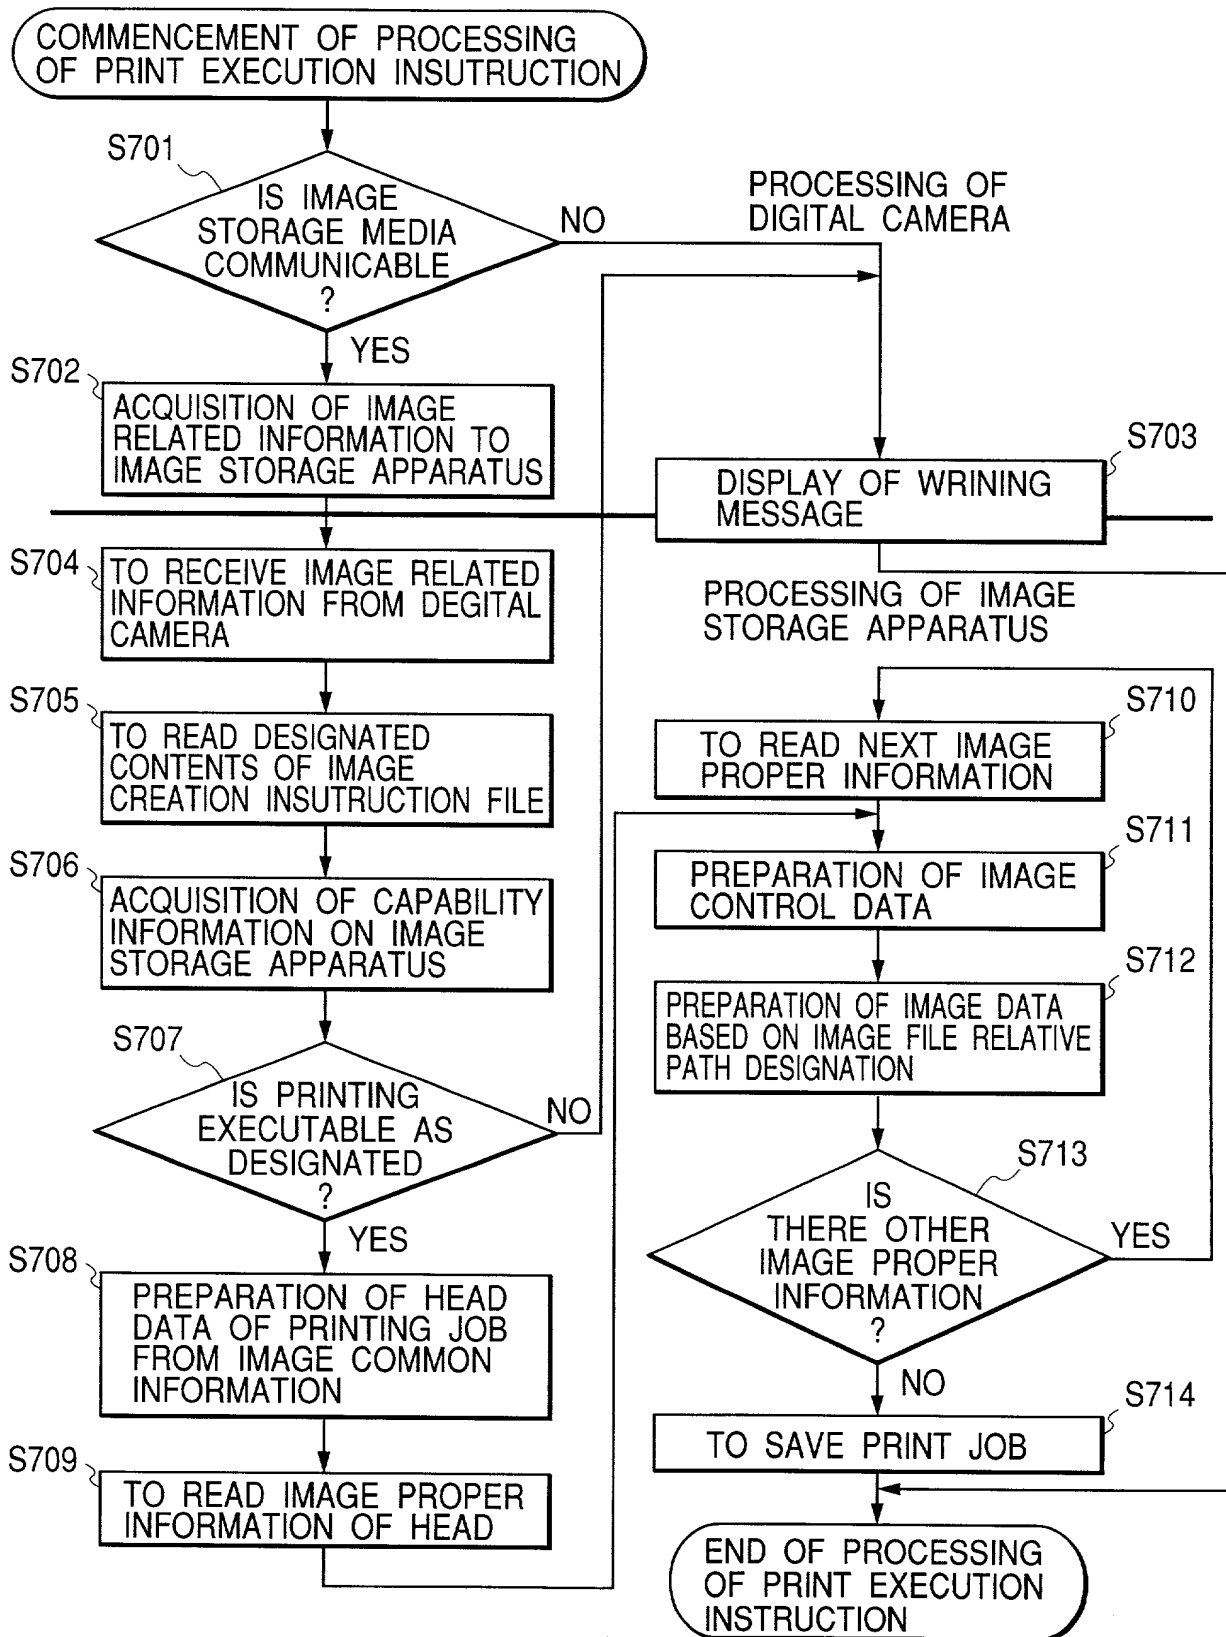 COMMENCEMENT OF PROCESSING
OF PRINT EXECUTION INSUTRUCTION
S701
IS IMAGE
STORAGE MEDIA
COMMUNICABLE
?
NO
YES
PROCESSING OF
DIGITAL CAMERA
S702
ACQUISITION OF IMAGE
RELATED INFORMATION TO
IMAGE STORAGE APPARATUS
S703
DISPLAY OF WRINING
MESSAGE
S704
TO RECEIVE IMAGE RELATED
INFORMATION FROM DEGITAL
CAMERA
PROCESSING OF IMAGE
STORAGE APPARATUS
S705
TO READ DESIGNATED
CONTENTS OF IMAGE
CREATION INSUTRUCTION FILE
S706
ACQUISITION OF CAPABILITY
INFORMATION ON IMAGE
STORAGE APPARATUS
S707
IS PRINTING
EXECUTABLE AS
DESIGNATED
?
NO
YES
S708
PREPARATION OF HEAD
DATA OF PRINTING JOB
FROM IMAGE COMMON
INFORMATION
S709
TO READ IMAGE PROPER
INFORMATION OF HEAD
S710
TO READ NEXT IMAGE
PROPER INFORMATION
S711
PREPARATION OF IMAGE
CONTROL DATA
S712
PREPARATION OF IMAGE DATA
BASED ON IMAGE FILE RELATIVE
PATH DESIGNATION
S713
IS
THERE OTHER
IMAGE PROPER
INFORMATION
?
YES
NO
S714
TO SAVE PRINT JOB
END OF PROCESSING
OF PRINT EXECUTION
INSTRUCTION